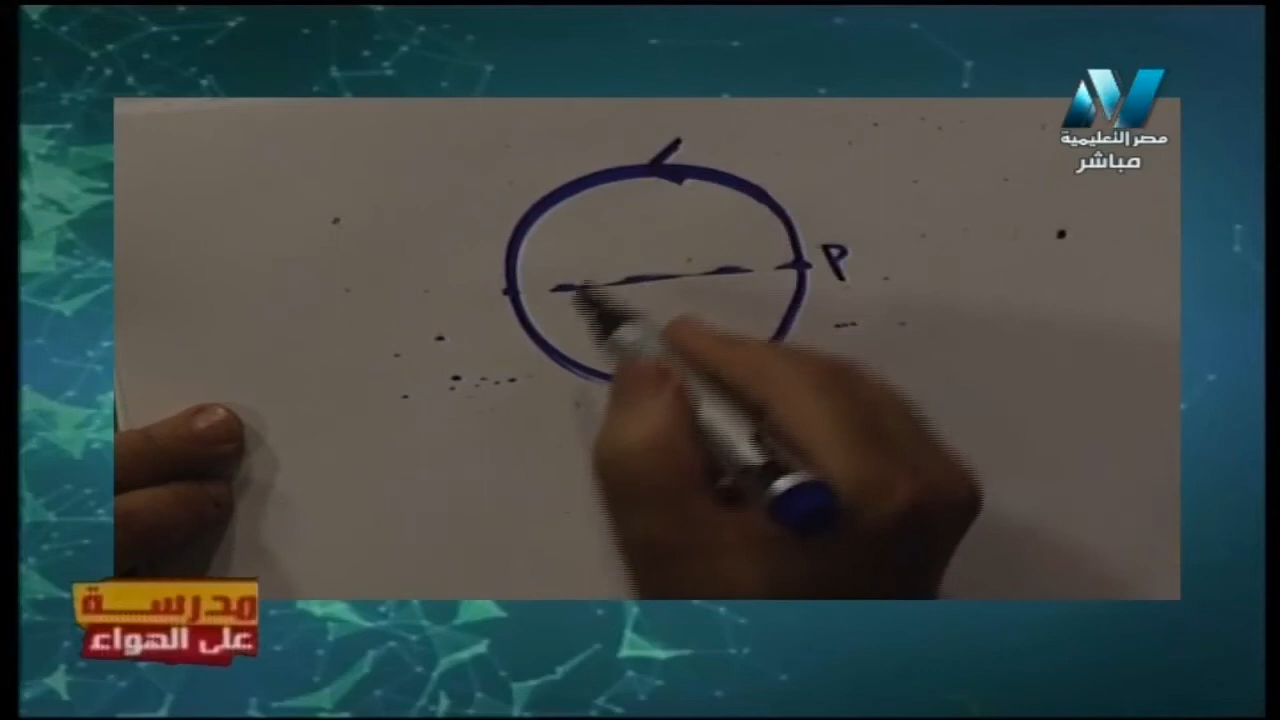 مصر التعليمية
مباشر
P
مدرسة
على الهواء